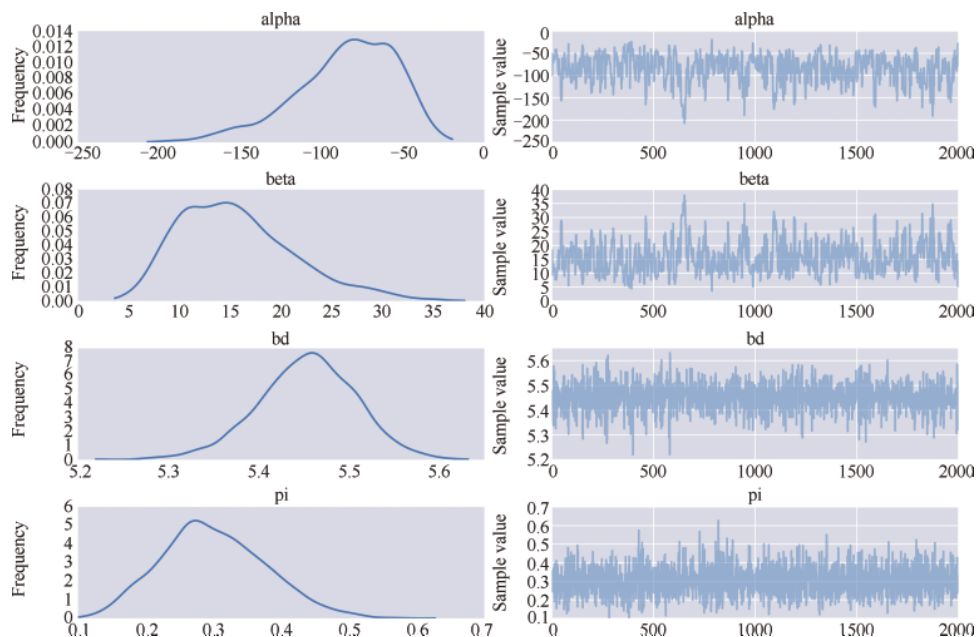 alpha
Frequency
0.014
0.012
0.010
0.008
0.006
0.004
0.002
0.000
−250 −200 −150 −100 −50 0
alpha
Sample value
0
−50
−100
−150
−200
−250
0 500 1000 1500 2000
beta
Frequency
0.08
0.07
0.06
0.05
0.04
0.03
0.02
0.01
0.00
0 5 10 15 20 25 30 35 40
beta
Sample value
40
35
30
25
20
15
10
5
0
0 500 1000 1500 2000
bd
Frequency
8
7
6
5
4
3
2
1
0
5.2 5.3 5.4 5.5 5.6
bd
Sample value
5.6
5.5
5.4
5.3
5.2
0 500 1000 1500 2000
pi
Frequency
6
5
4
3
2
1
0
0.1 0.2 0.3 0.4 0.5 0.6 0.7
pi
Sample value
0.7
0.6
0.5
0.4
0.3
0.2
0.1
0 500 1000 1500 2000